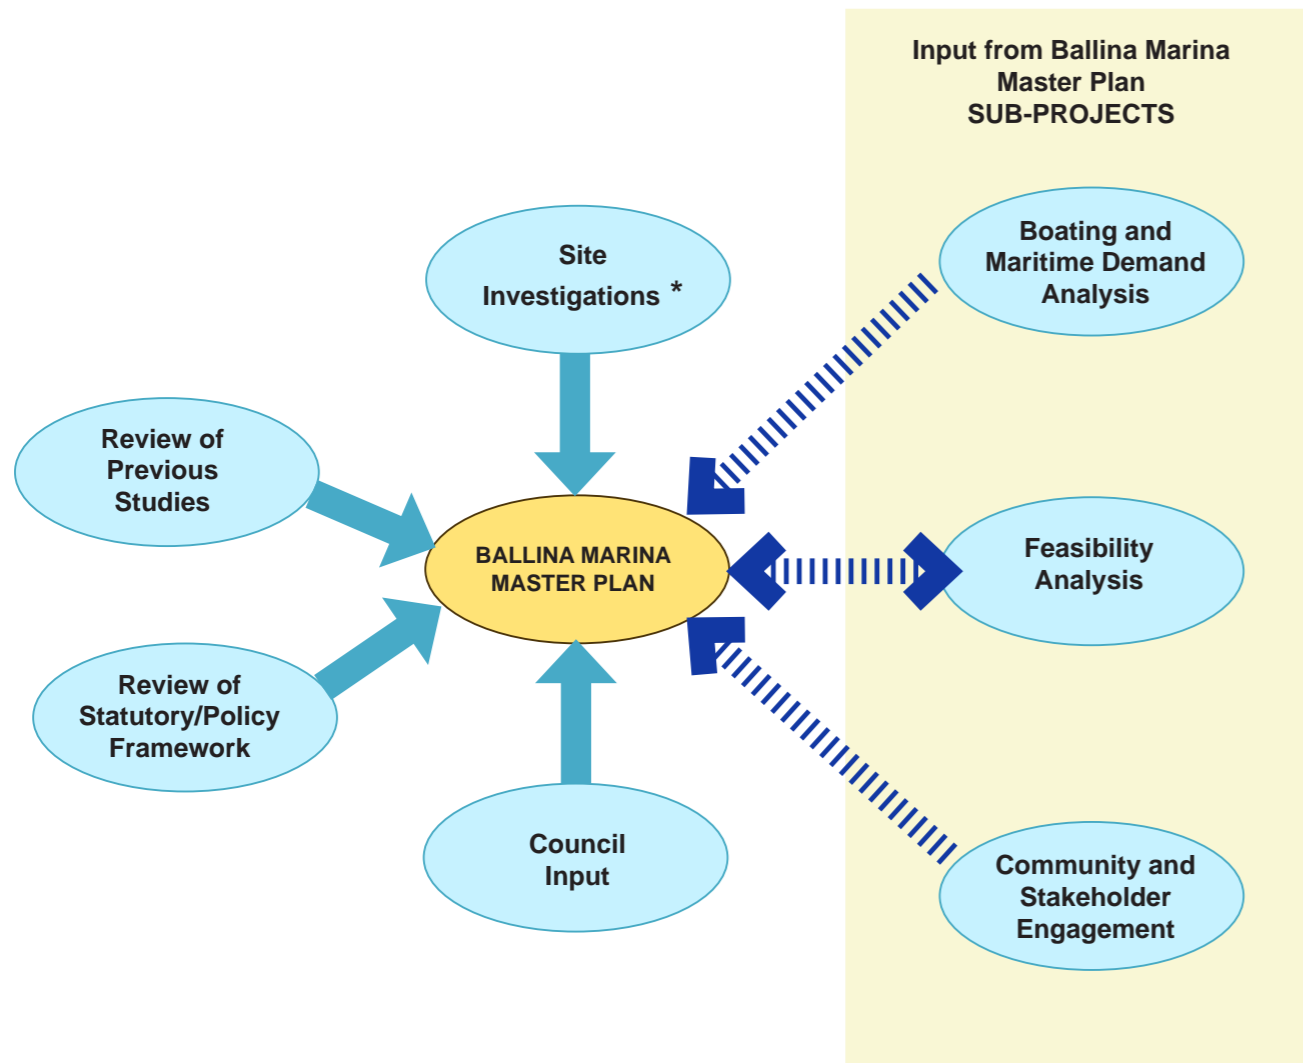 Input from Ballina Marina
Master Plan
SUB-PROJECTS
Boating and
Maritime Demand
Analysis
Site
Investigations *
Review of
Previous
Studies
BALLINA MARINA
MASTER PLAN
Feasibility
Analysis
Review of
Statutory/Policy
Framework
Council
Input
Community and
Stakeholder
Engagement